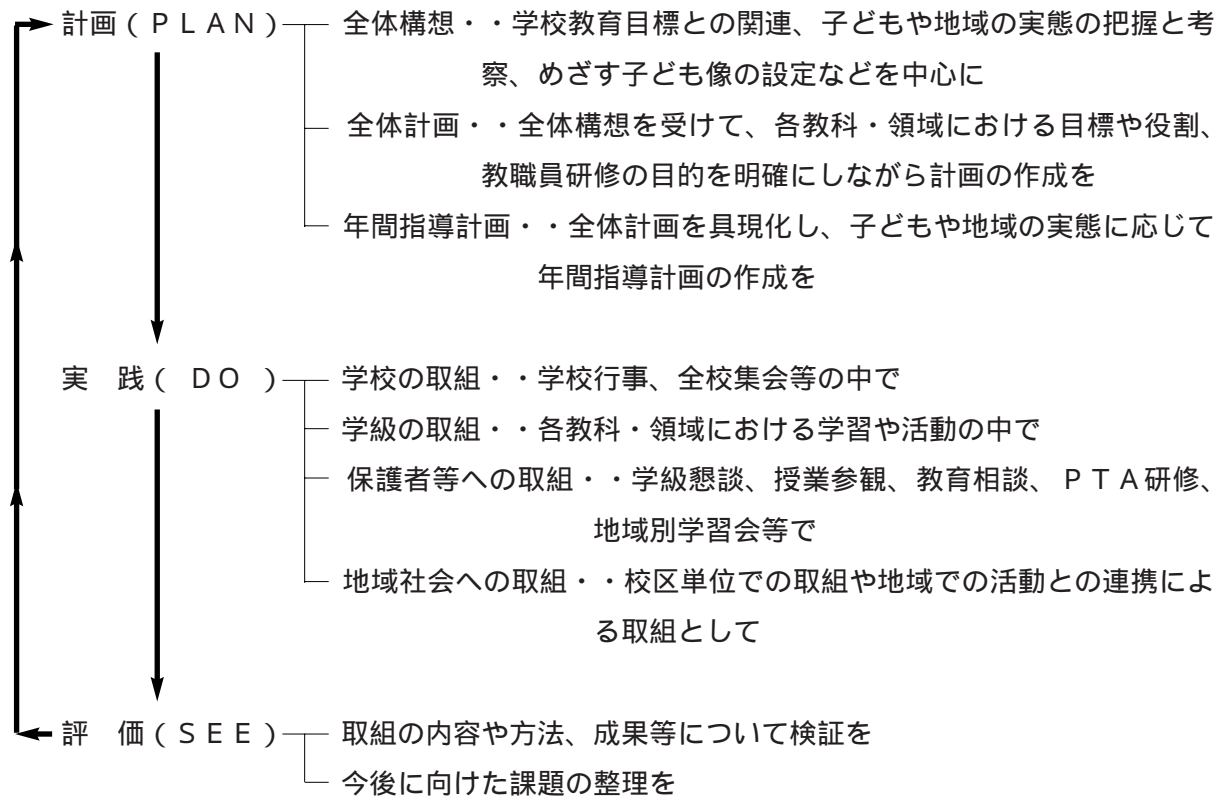 計画(PLAN) 全体構想・・学校教育目標との関連、子どもや地域の実態の把握と考
察、めざす子ども像の設定などを中心に
全体計画・・全体構想を受けて、各教科・領域における目標や役割、
教職員研修の目的を明確にしながら計画の作成を
年間指導計画・・全体計画を具現化し、子どもや地域の実態に応じて
年間指導計画の作成を
実 践( DO ) 学校の取組・・学校行事、全校集会等の中で
学級の取組・・各教科・領域における学習や活動の中で
保護者等への取組・・学級懇談、授業参観、教育相談、PTA研修、
地域別学習会等で
地域社会への取組・・校区単位での取組や地域での活動との連携によ
る取組として
評 価(SEE) 取組の内容や方法、成果等について検証を
今後に向けた課題の整理を